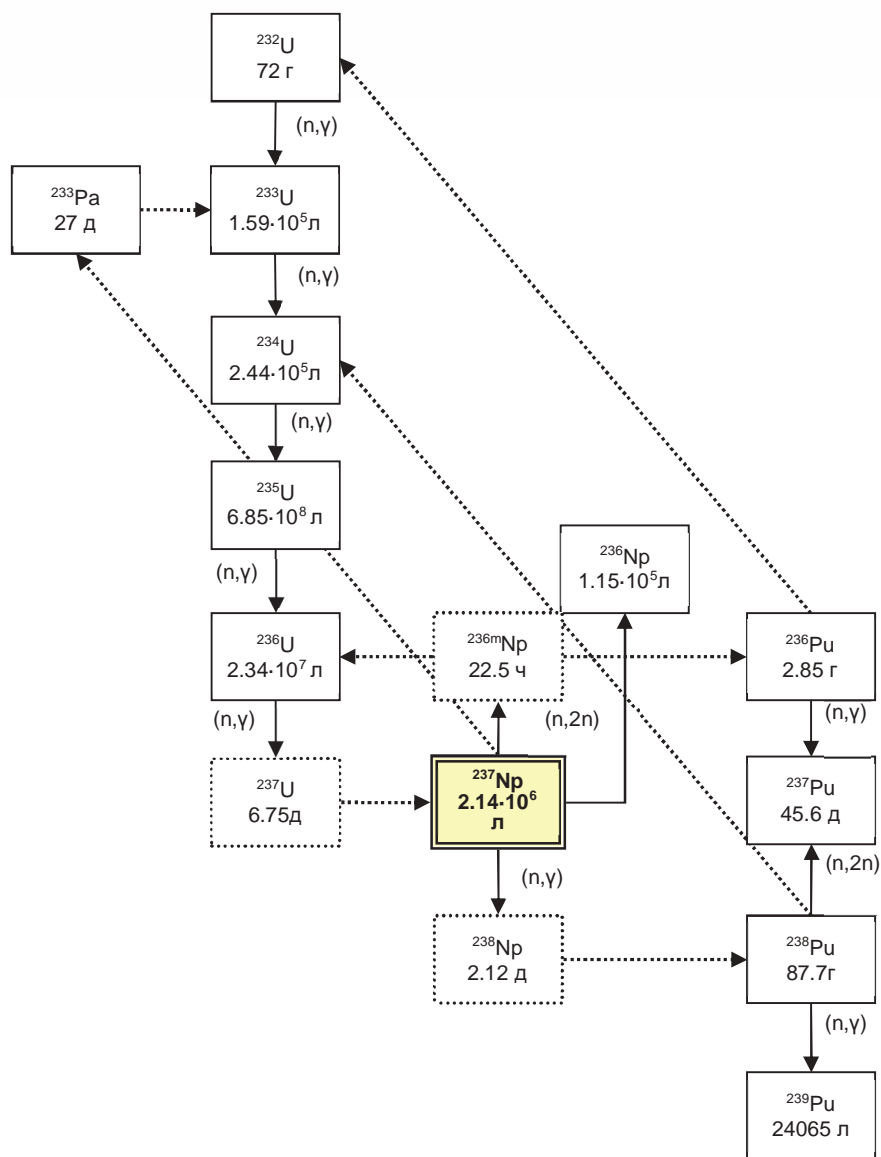 ²³²U
72 г
(n,γ)
²³³Pa
27 д
²³³U
1.59·10⁵л
(n,γ)
²³⁴U
2.44·10⁵л
(n,γ)
²³⁵U
6.85·10⁸ л
(n,γ)
²³⁶Np
1.15·10⁵л
²³⁶U
2.34·10⁷ л
²³⁶ᵐNp
22.5 ч
²³⁶Pu
2.85 г
(n,γ)
(n,2n)
(n,γ)
²³⁷U
6.75д
²³⁷Np
2.14·10⁶
л
²³⁷Pu
45.6 д
(n,γ)
(n,2n)
²³⁸Np
2.12 д
²³⁸Pu
87.7г
(n,γ)
²³⁹Pu
24065 л